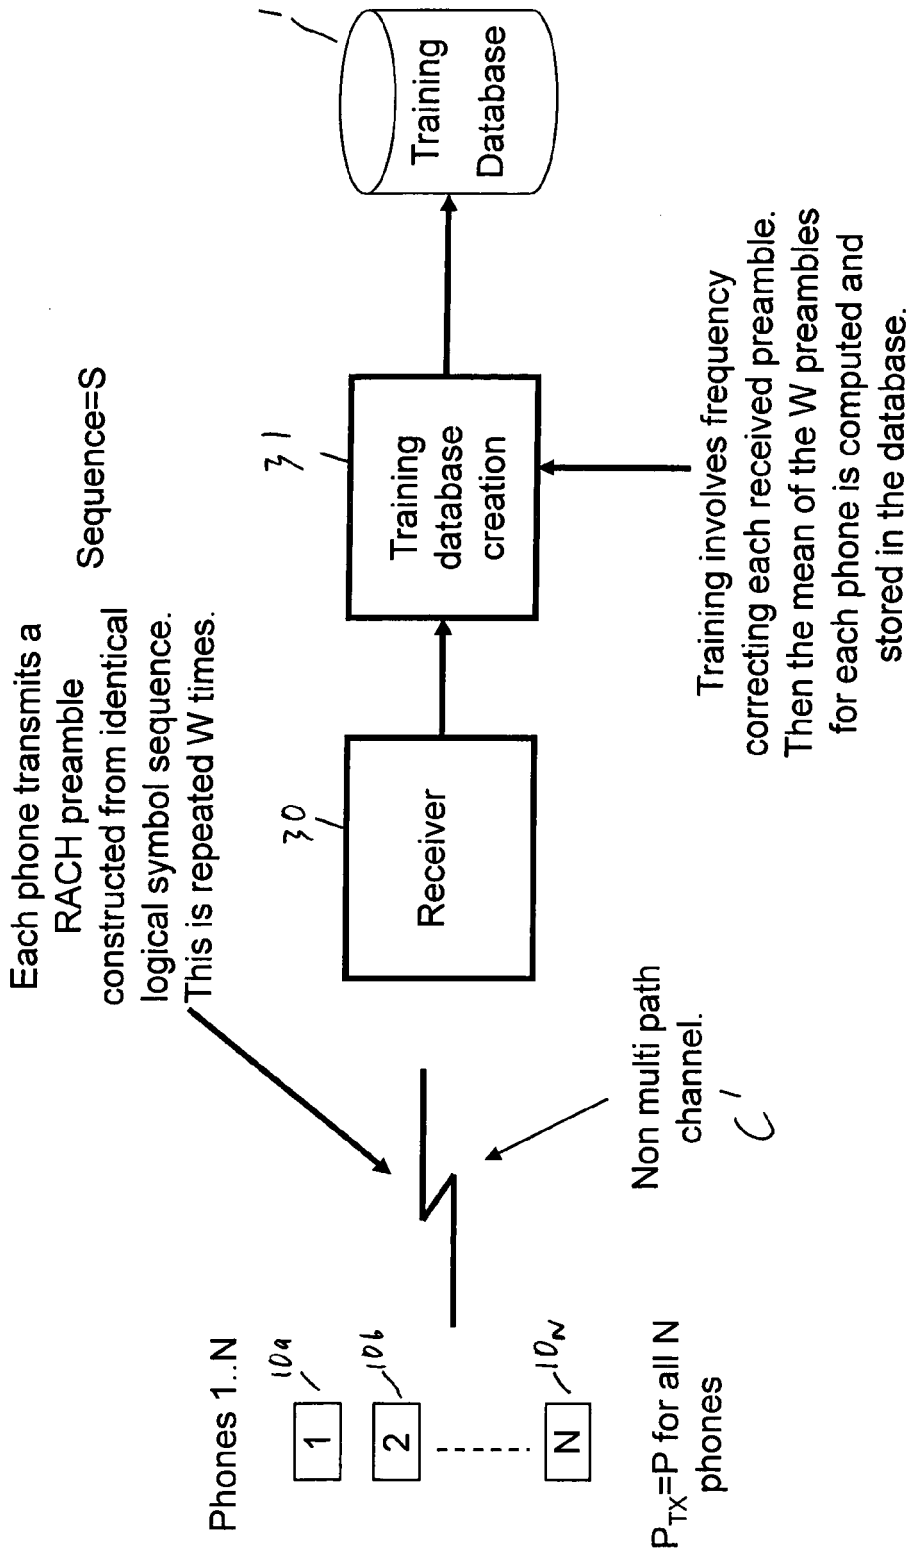 Each phone transmits a
RACH preamble
constructed from identical
logical symbol sequence.
This is repeated W times.
Sequence=S
Phones 1..N
1
10a
2
10b
N
10N
P_TX=P for all N
phones
Non multi path
channel.
C'
Receiver
30
Training
database
creation
31
Training
Database
1
Training involves frequency
correcting each received preamble.
Then the mean of the W preambles
for each phone is computed and
stored in the database.